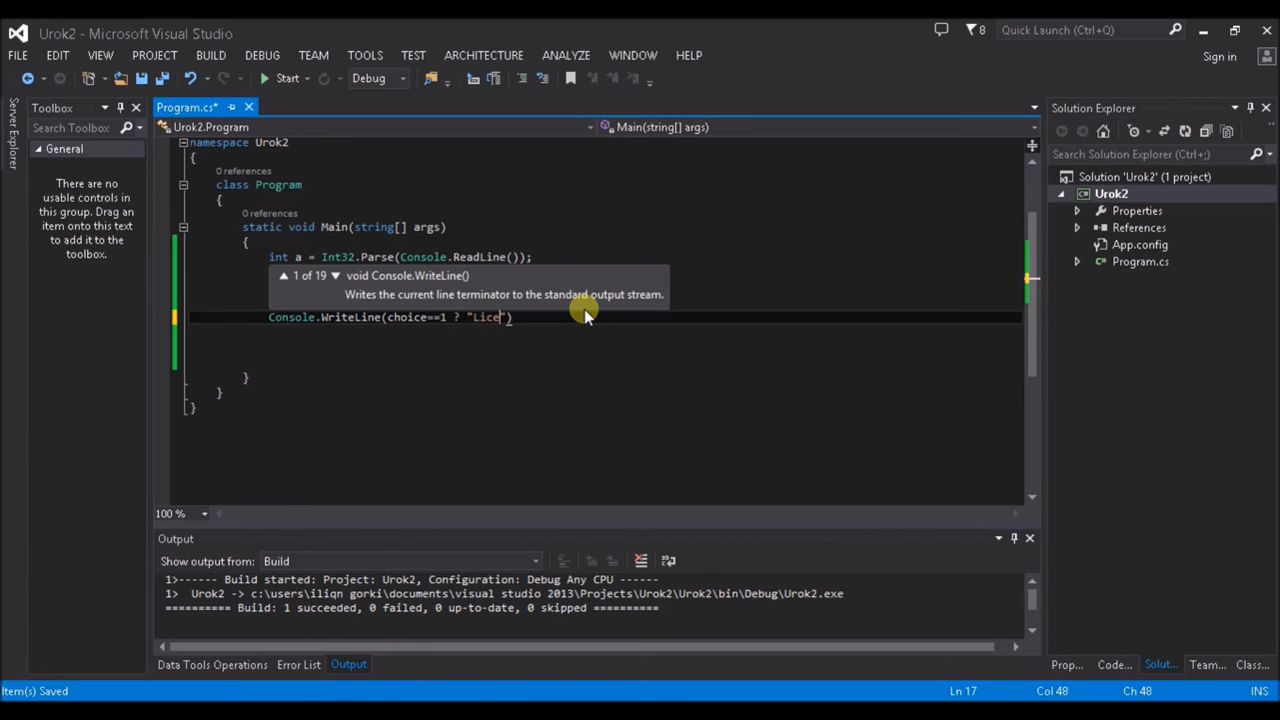 Urok2 - Microsoft Visual Studio
8
Quick Launch (Ctrl+Q)
FILE EDIT VIEW PROJECT BUILD DEBUG TEAM TOOLS TEST ARCHITECTURE ANALYZE WINDOW HELP
Sign in
Start
Debug
Server Explorer
Toolbox
Search Toolbox
General
There are no
usable controls in
this group. Drag an
item onto this text
to add it to the
toolbox.
Program.cs*
Urok2.Program
Main(string[] args)
namespace Urok2
{
0 references
class Program
{
0 references
static void Main(string[] args)
{
int a = Int32.Parse(Console.ReadLine());
1 of 19 void Console.WriteLine()
Writes the current line terminator to the standard output stream.
Console.WriteLine(choice==1 ? "Lice")
}
}
}
100 %
Solution Explorer
Search Solution Explorer (Ctrl+;)
Solution 'Urok2' (1 project)
C# Urok2
Properties
References
App.config
C# Program.cs
Output
Show output from: Build
1>------ Build started: Project: Urok2, Configuration: Debug Any CPU ------
1> Urok2 -> c:\users\iliqn gorki\documents\visual studio 2013\Projects\Urok2\Urok2\bin\Debug\Urok2.exe
========== Build: 1 succeeded, 0 failed, 0 up-to-date, 0 skipped ==========
Data Tools Operations Error List Output
Prop... Code... Solut... Team... Class...
Item(s) Saved
Ln 17 Col 48 Ch 48 INS